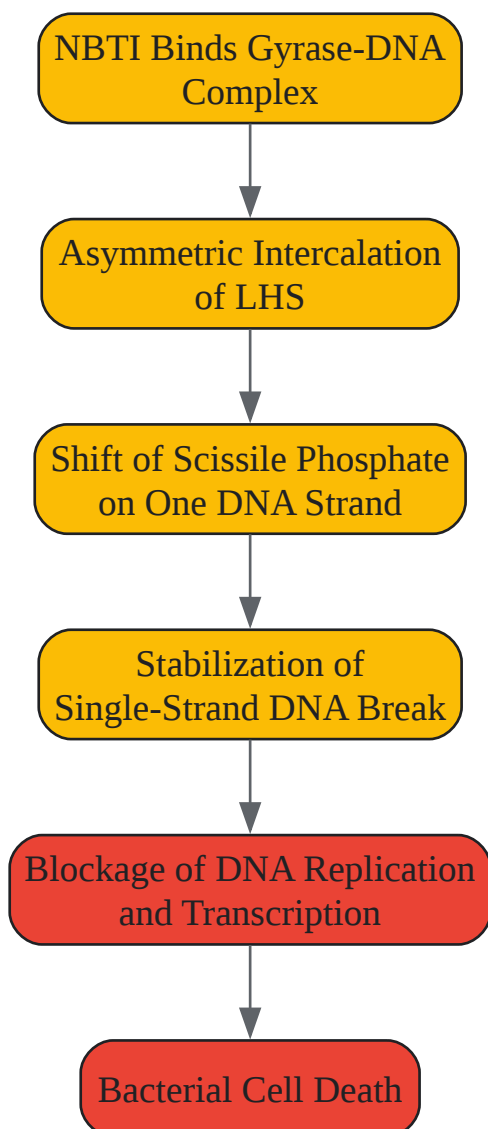 NBTI Binds Gyrase-DNA
Complex
Asymmetric Intercalation
of LHS
Shift of Scissile Phosphate
on One DNA Strand
Stabilization of
Single-Strand DNA Break
Blockage of DNA Replication
and Transcription
Bacterial Cell Death